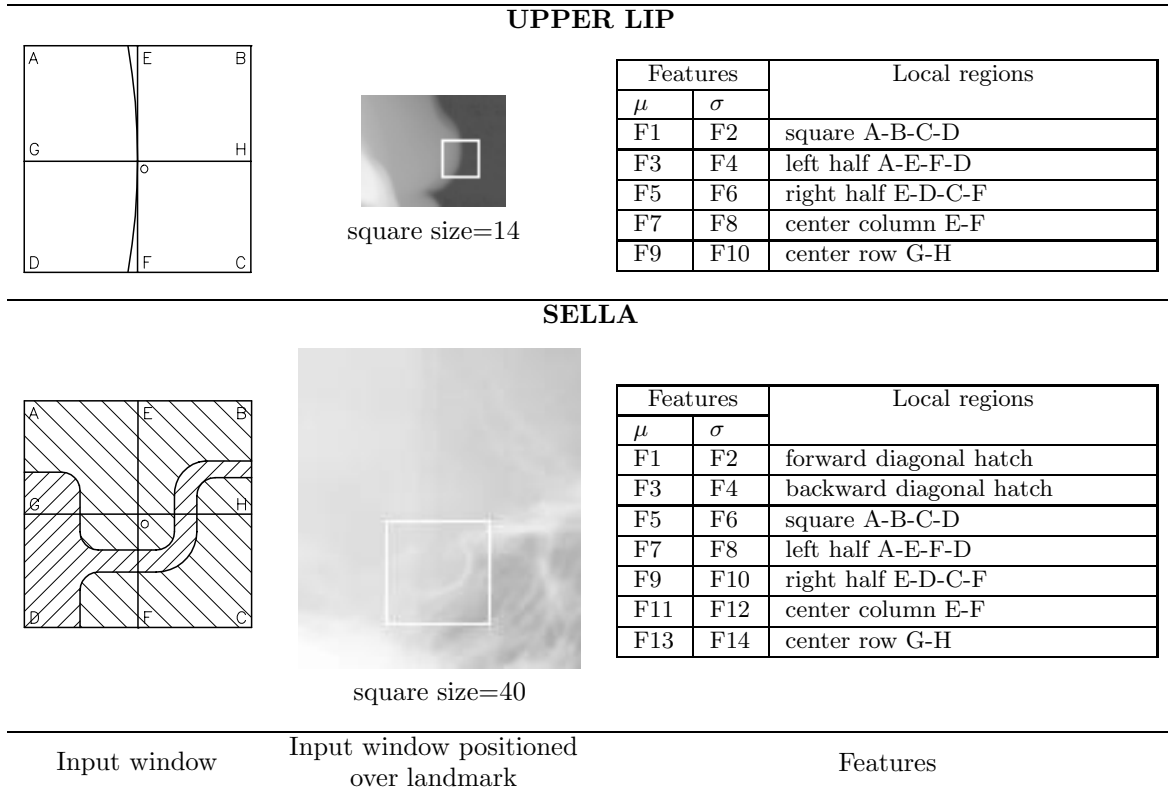 UPPER LIP
A E B
G H
O
D F C
square size=14
Features Local regions
μ σ
F1 F2 square A-B-C-D
F3 F4 left half A-E-F-D
F5 F6 right half E-D-C-F
F7 F8 center column E-F
F9 F10 center row G-H
SELLA
A E B
G H
O
D F C
square size=40
Features Local regions
μ σ
F1 F2 forward diagonal hatch
F3 F4 backward diagonal hatch
F5 F6 square A-B-C-D
F7 F8 left half A-E-F-D
F9 F10 right half E-D-C-F
F11 F12 center column E-F
F13 F14 center row G-H
Input window
Input window positioned
over landmark
Features